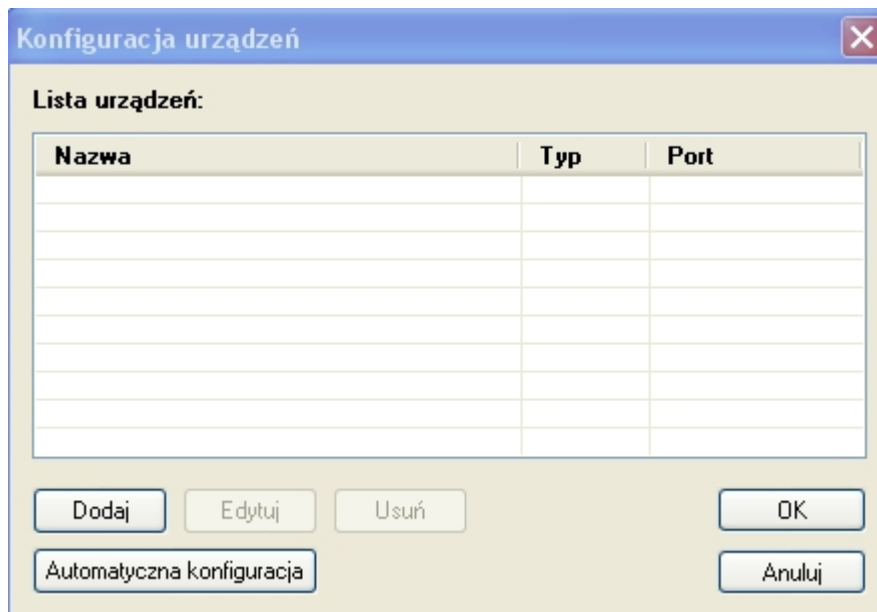 Konfiguracja urządzeń
Lista urządzeń:
Nazwa Typ Port
Dodaj Edytuj Usuń OK
Automatyczna konfiguracja Anuluj